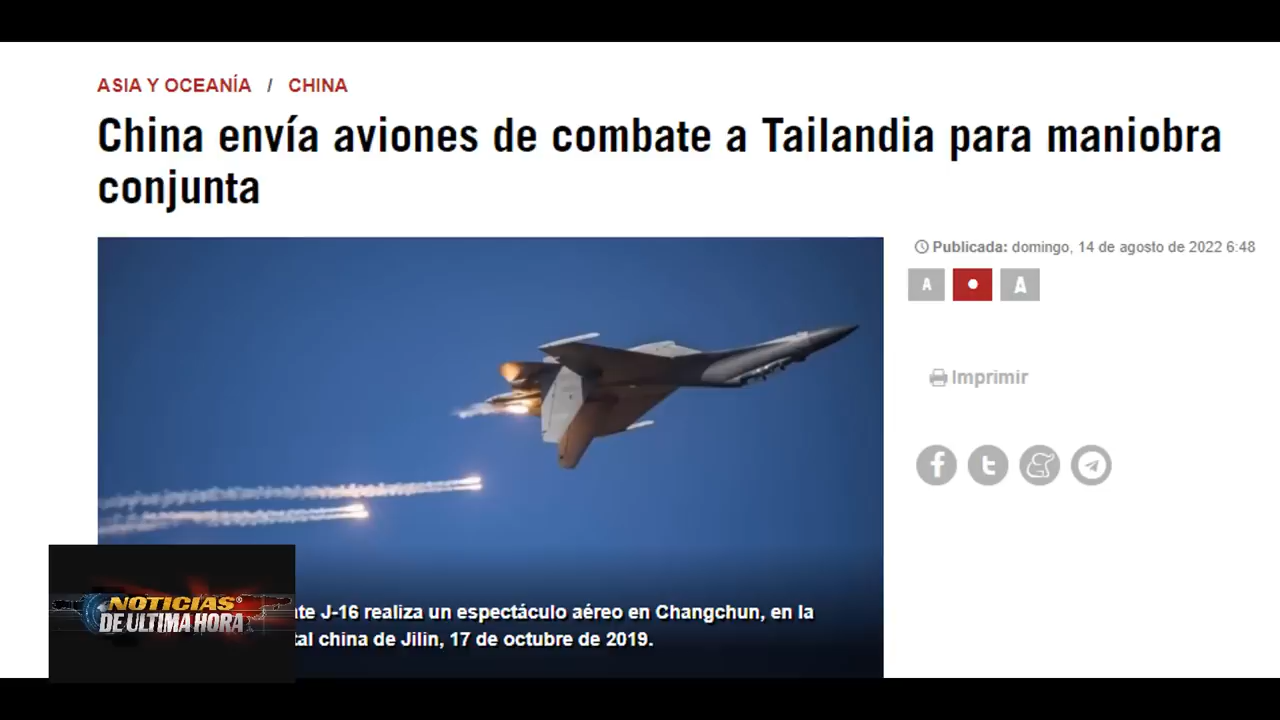 ASIA Y OCEANÍA / CHINA
China envía aviones de combate a Tailandia para maniobra
conjunta
Publicada: domingo, 14 de agosto de 2022 6:48
A A
Imprimir
J-16 realiza un espectáculo aéreo en Changchun, en la
china de Jilin, 17 de octubre de 2019.
NOTICIAS®
DE ULTIMA HORA